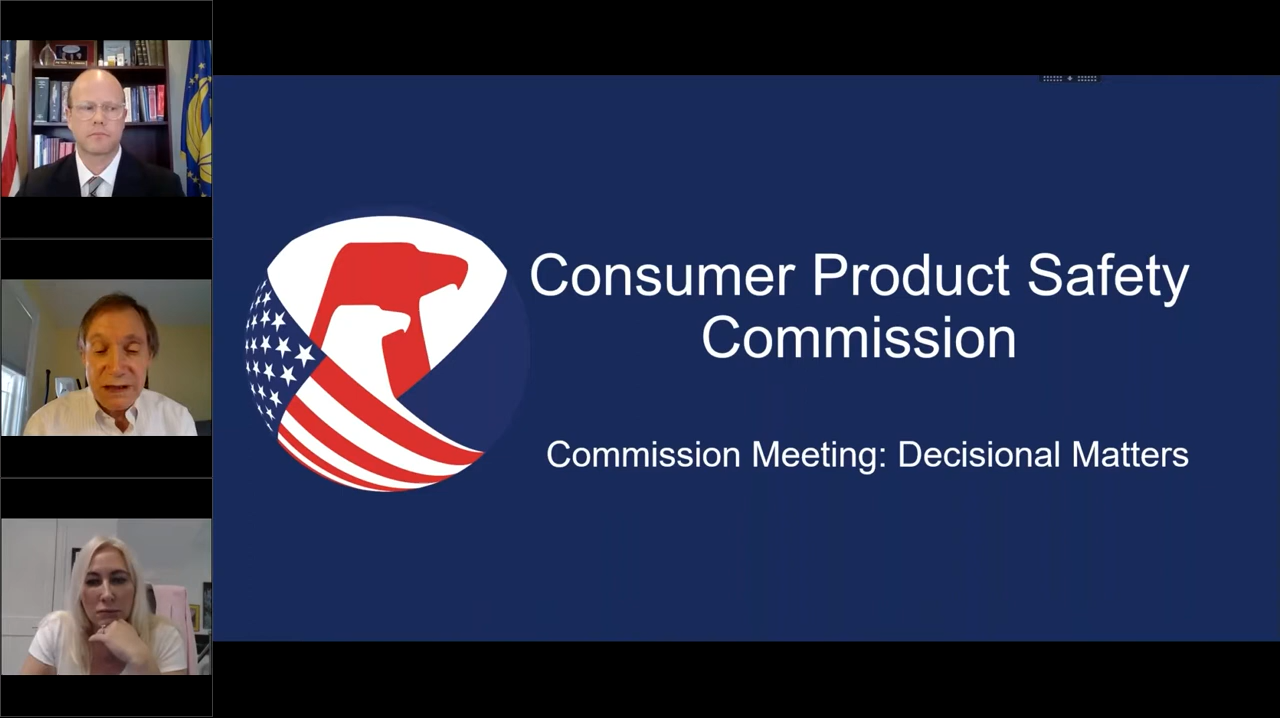 Consumer Product Safety
Commission
Commission Meeting: Decisional Matters